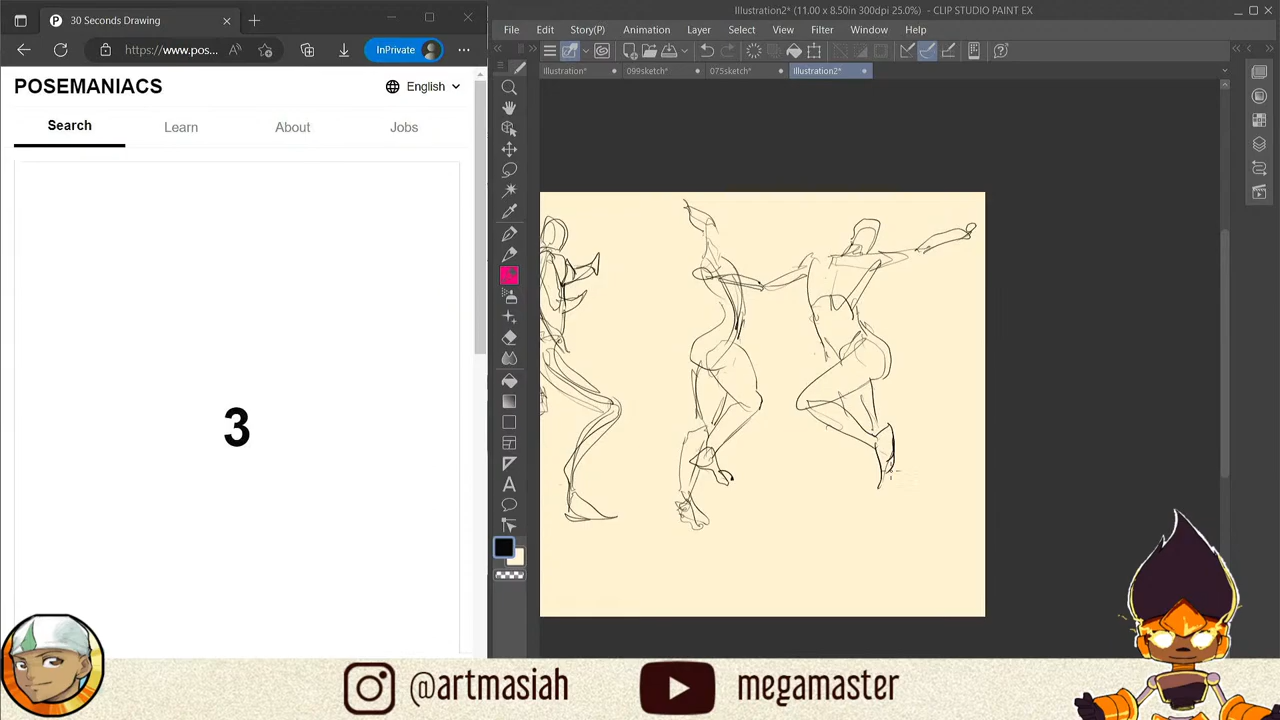 30 Seconds Drawing
https://www.pos...
InPrivate
Illustration2* (11.00 x 8.50in 300dpi 25.0%) - CLIP STUDIO PAINT EX
File Edit Story(P) Animation Layer Select View Filter Window Help
Illustration* 099sketch* 075sketch* Illustration2*
POSEMANIACS
English
Search Learn About Jobs
3
@artmasiah
megamaster